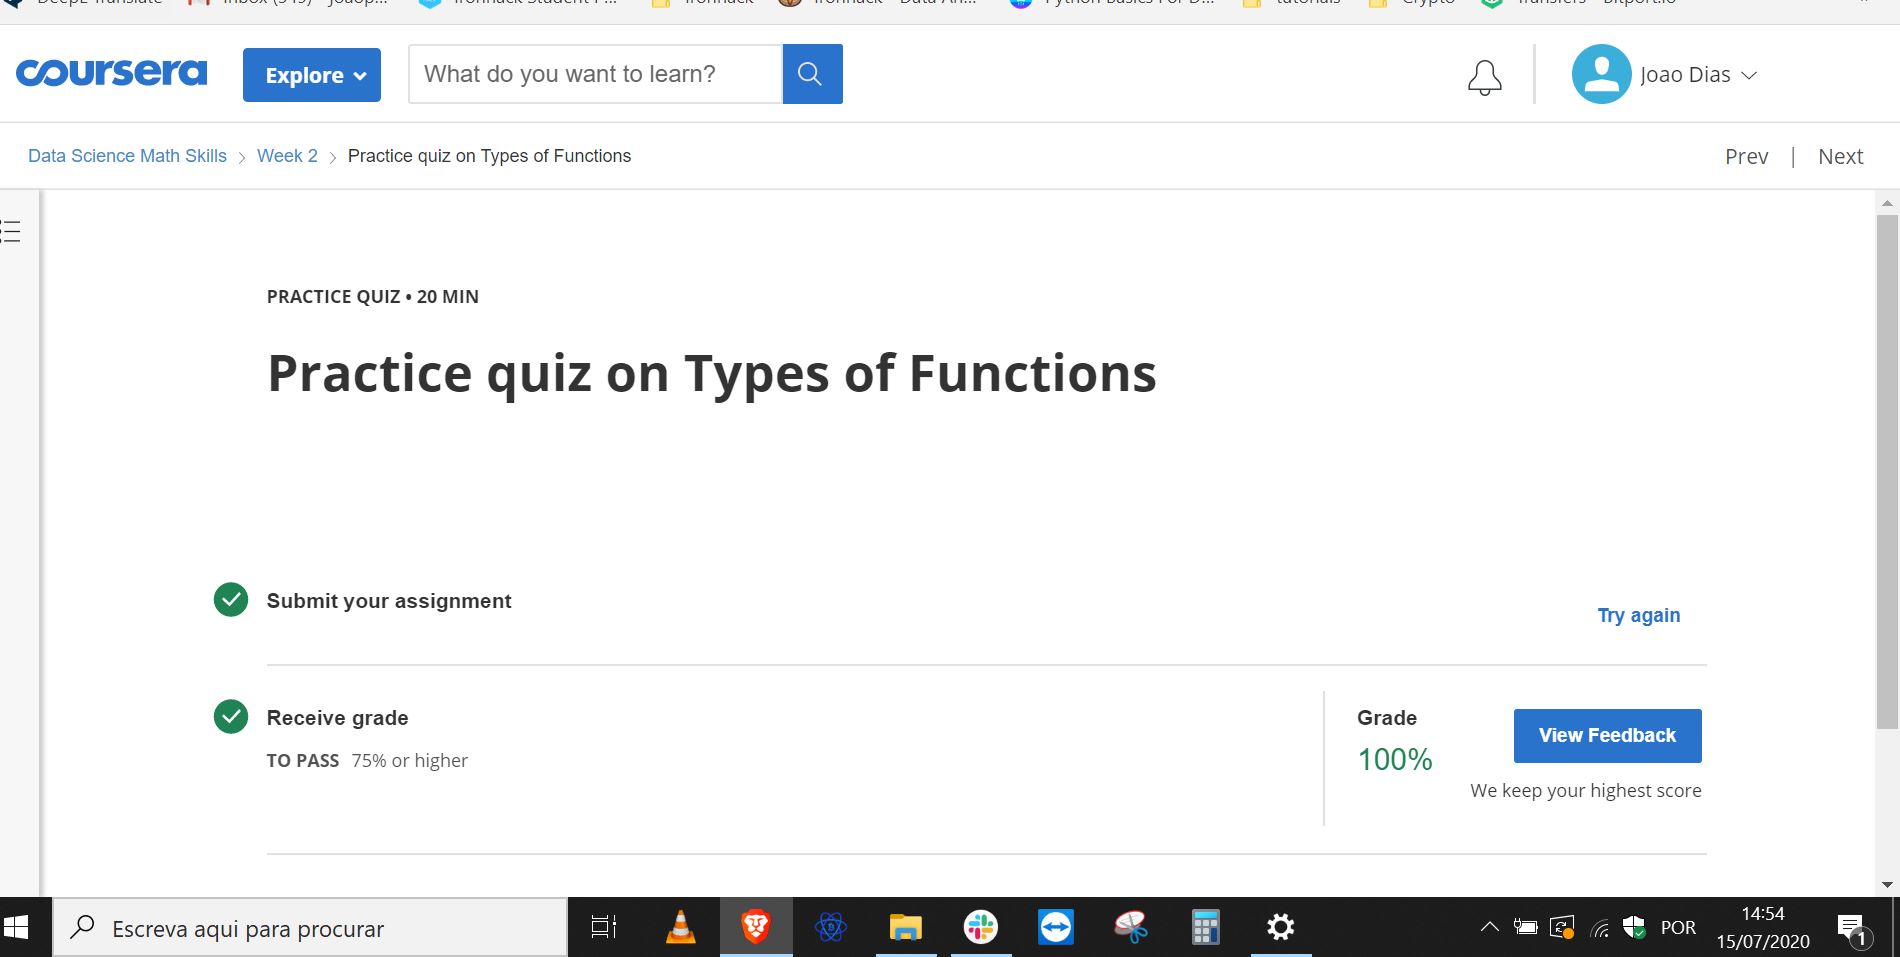 coursera
Explore
What do you want to learn?
Joao Dias
Data Science Math Skills > Week 2 > Practice quiz on Types of Functions
Prev | Next
PRACTICE QUIZ • 20 MIN
Practice quiz on Types of Functions
Submit your assignment
Try again
Receive grade
TO PASS 75% or higher
Grade
100%
View Feedback
We keep your highest score
Escreva aqui para procurar
POR
14:54
15/07/2020
1